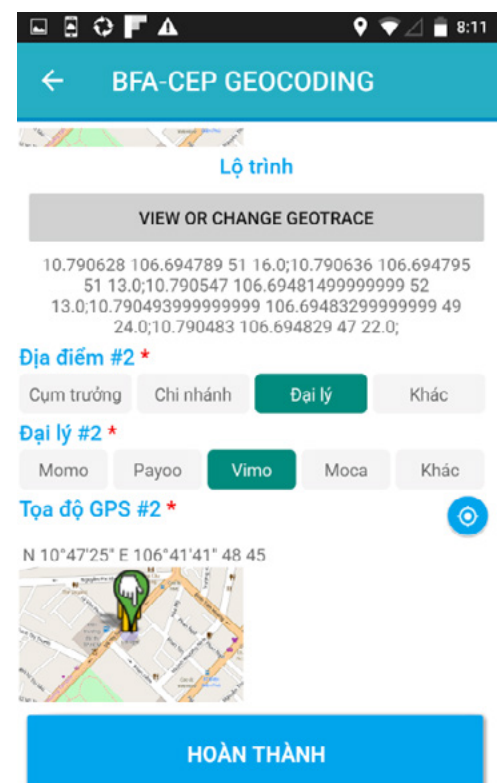 8:11
BFA-CEP GEOCODING
Lộ trình
VIEW OR CHANGE GEOTRACE
10.790628 106.694789 51 16.0;10.790636 106.694795
51 13.0;10.790547 106.69481499999999 52
13.0;10.790493999999999 106.69483299999999 49
24.0;10.790483 106.694829 47 22.0;
Địa điểm #2 *
Cụm trưởng Chi nhánh Đại lý Khác
Đại lý #2 *
Momo Payoo Vimo Moca Khác
Tọa độ GPS #2 *
N 10°47'25" E 106°41'41" 48 45
HOÀN THÀNH